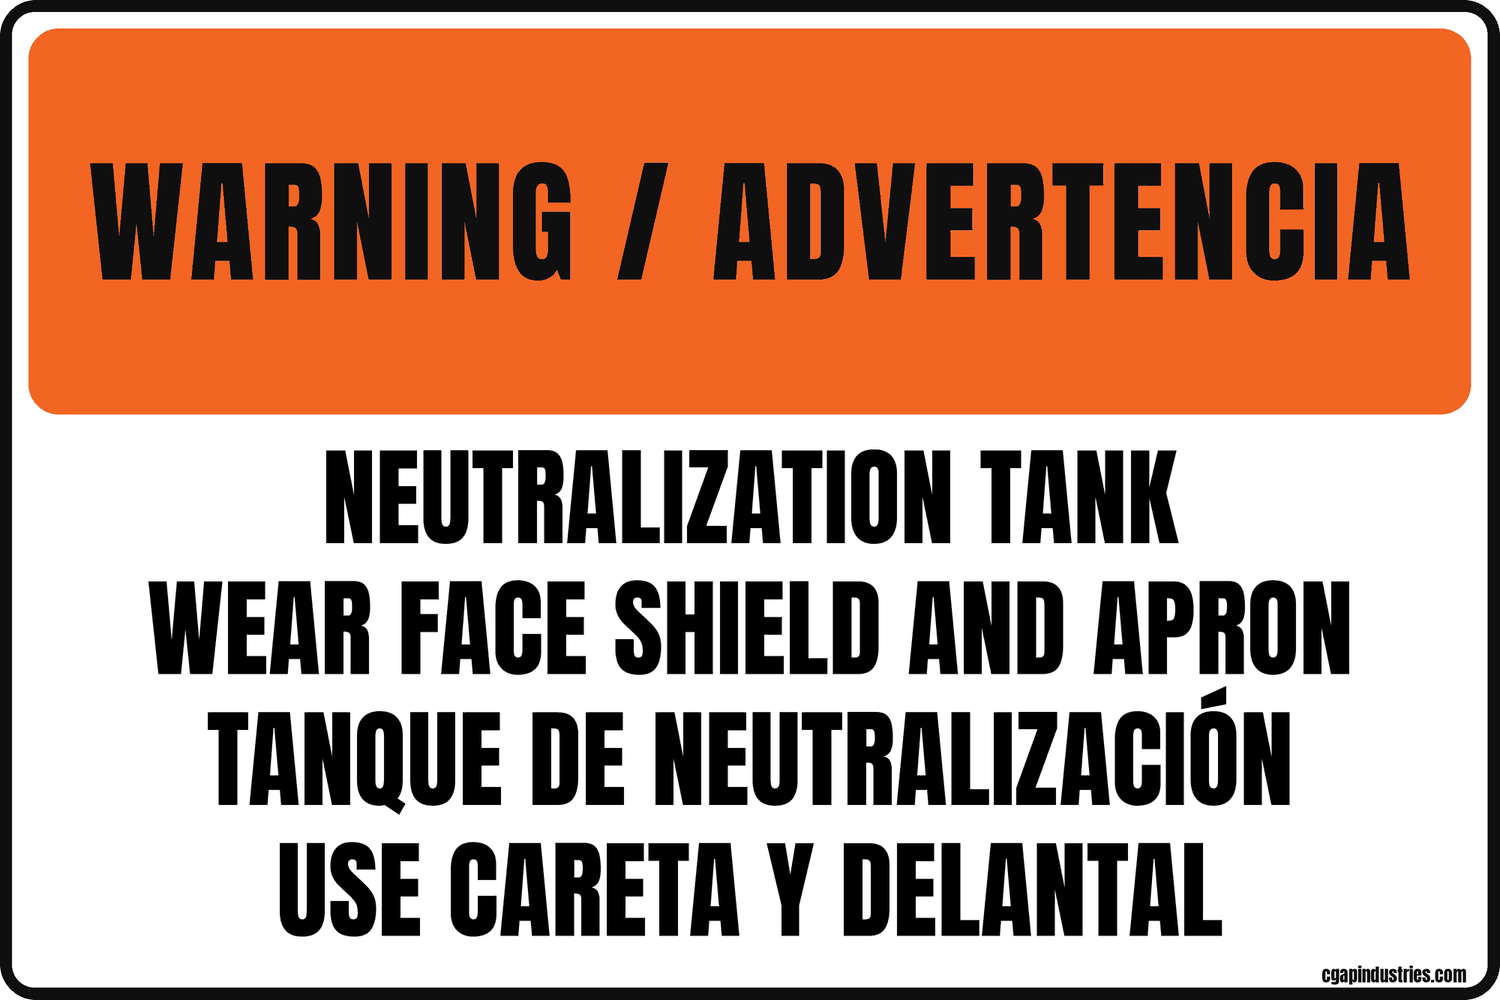 WARNING / ADVERTENCIA
NEUTRALIZATION TANK
WEAR FACE SHIELD AND APRON
TANQUE DE NEUTRALIZACIÓN
USE CARETA Y DELANTAL
cgapindustries.com